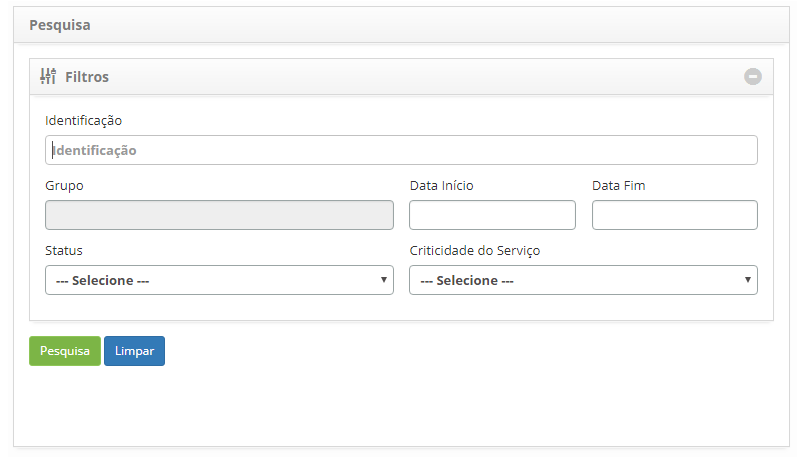 Pesquisa
Filtros
Identificação
Identificação
Grupo Data Início Data Fim
Status Criticidade do Serviço
--- Selecione --- --- Selecione ---
Pesquisa Limpar